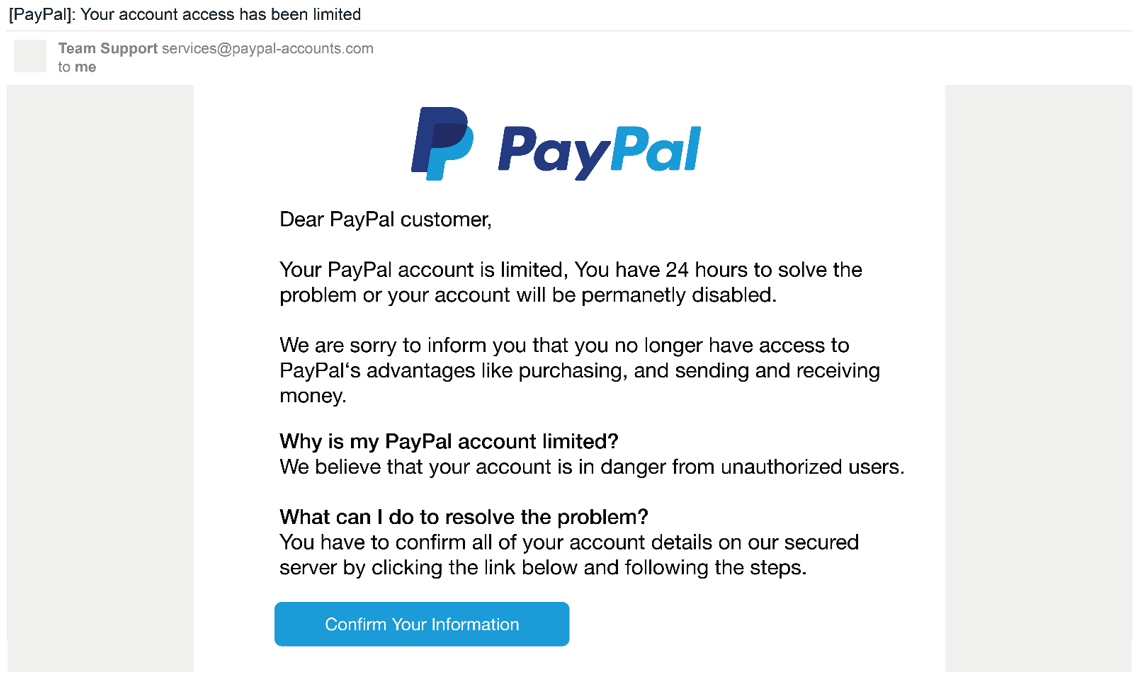 [PayPal]: Your account access has been limited
Team Support services@paypal-accounts.com
to me
PayPal
Dear PayPal customer,
Your PayPal account is limited, You have 24 hours to solve the
problem or your account will be permanetly disabled.
We are sorry to inform you that you no longer have access to
PayPal‘s advantages like purchasing, and sending and receiving
money.
Why is my PayPal account limited?
We believe that your account is in danger from unauthorized users.
What can I do to resolve the problem?
You have to confirm all of your account details on our secured
server by clicking the link below and following the steps.
Confirm Your Information